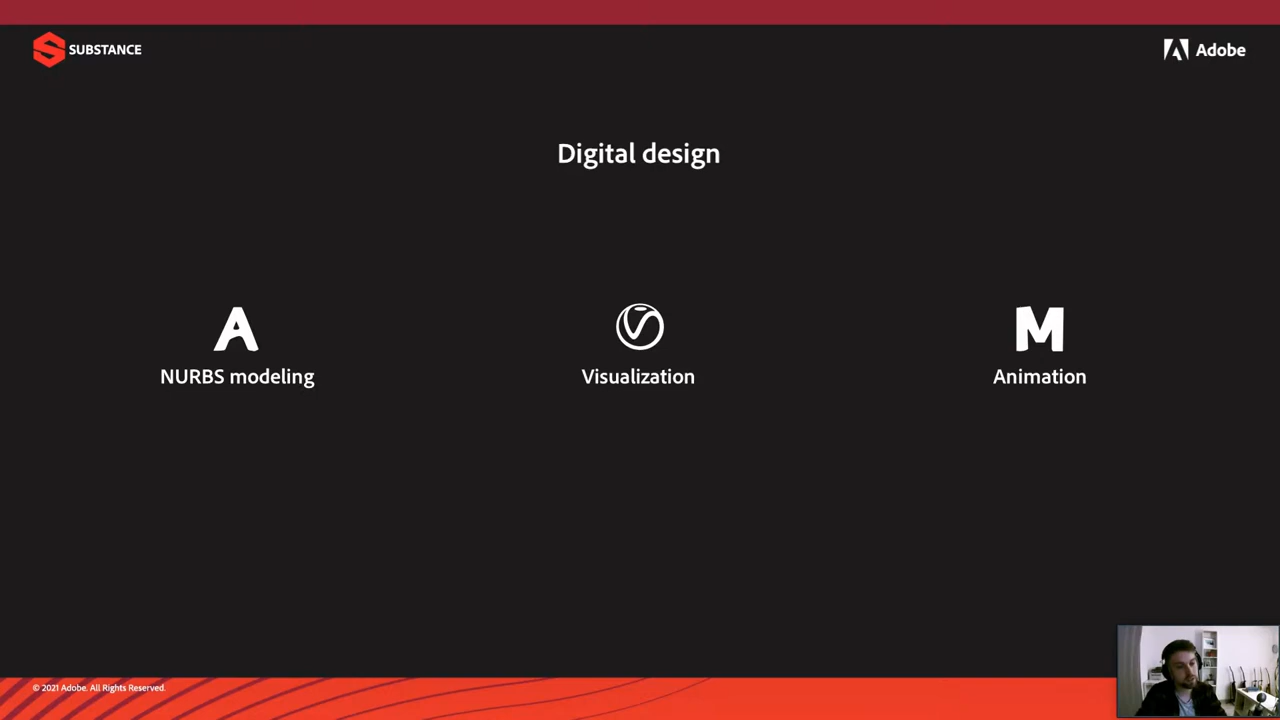 SUBSTANCE
Adobe
Digital design
A
M
NURBS modeling
Visualization
Animation
© 2021 Adobe. All Rights Reserved.